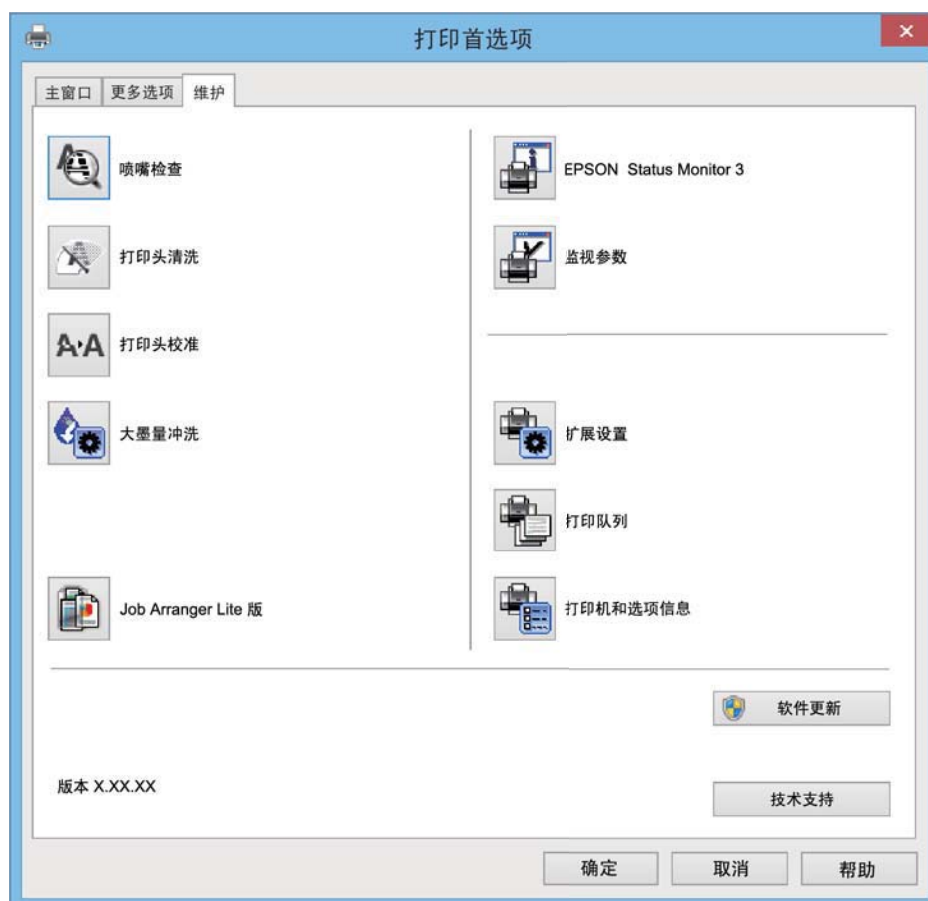 打印首选项
主窗口 更多选项 维护
喷嘴检查
打印头清洗
打印头校准
大墨量冲洗
Job Arranger Lite 版
EPSON Status Monitor 3
监视参数
扩展设置
打印队列
打印机和选项信息
软件更新
版本 X.XX.XX
技术支持
确定 取消 帮助